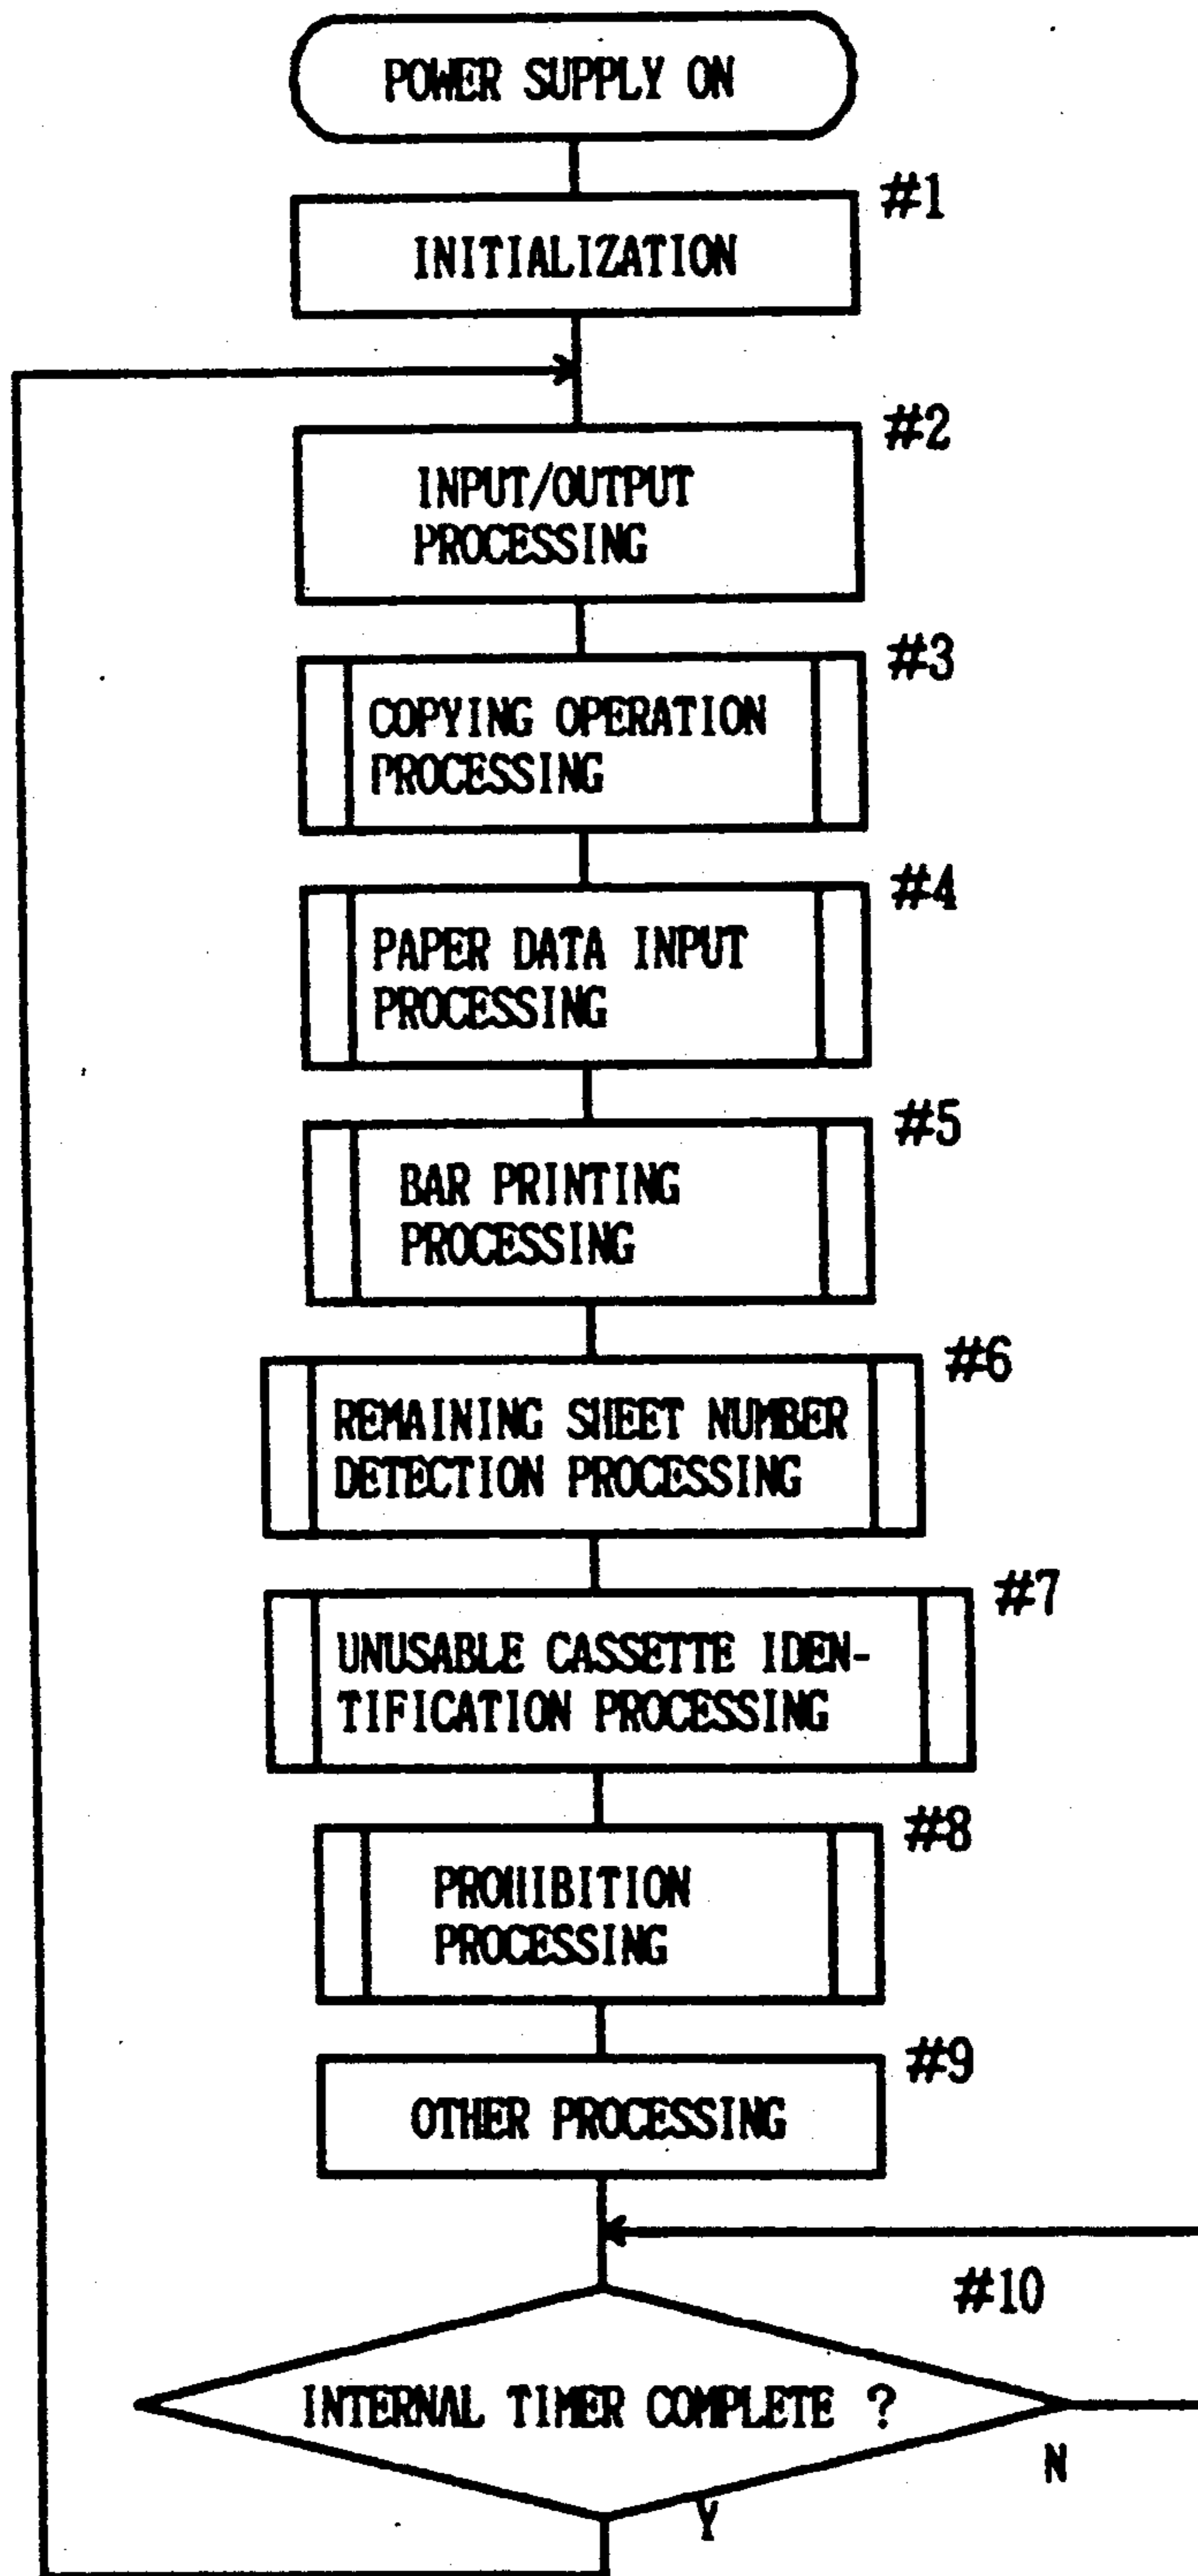 POWER SUPPLY ON
#1
INITIALIZATION
#2
INPUT/OUTPUT
PROCESSING
#3
COPYING OPERATION
PROCESSING
#4
PAPER DATA INPUT
PROCESSING
#5
BAR PRINTING
PROCESSING
#6
REMAINING SHEET NUMBER
DETECTION PROCESSING
#7
UNUSABLE CASSETTE IDEN-
TIFICATION PROCESSING
#8
PROHIBITION
PROCESSING
#9
OTHER PROCESSING
#10
INTERNAL TIMER COMPLETE ?
N
Y